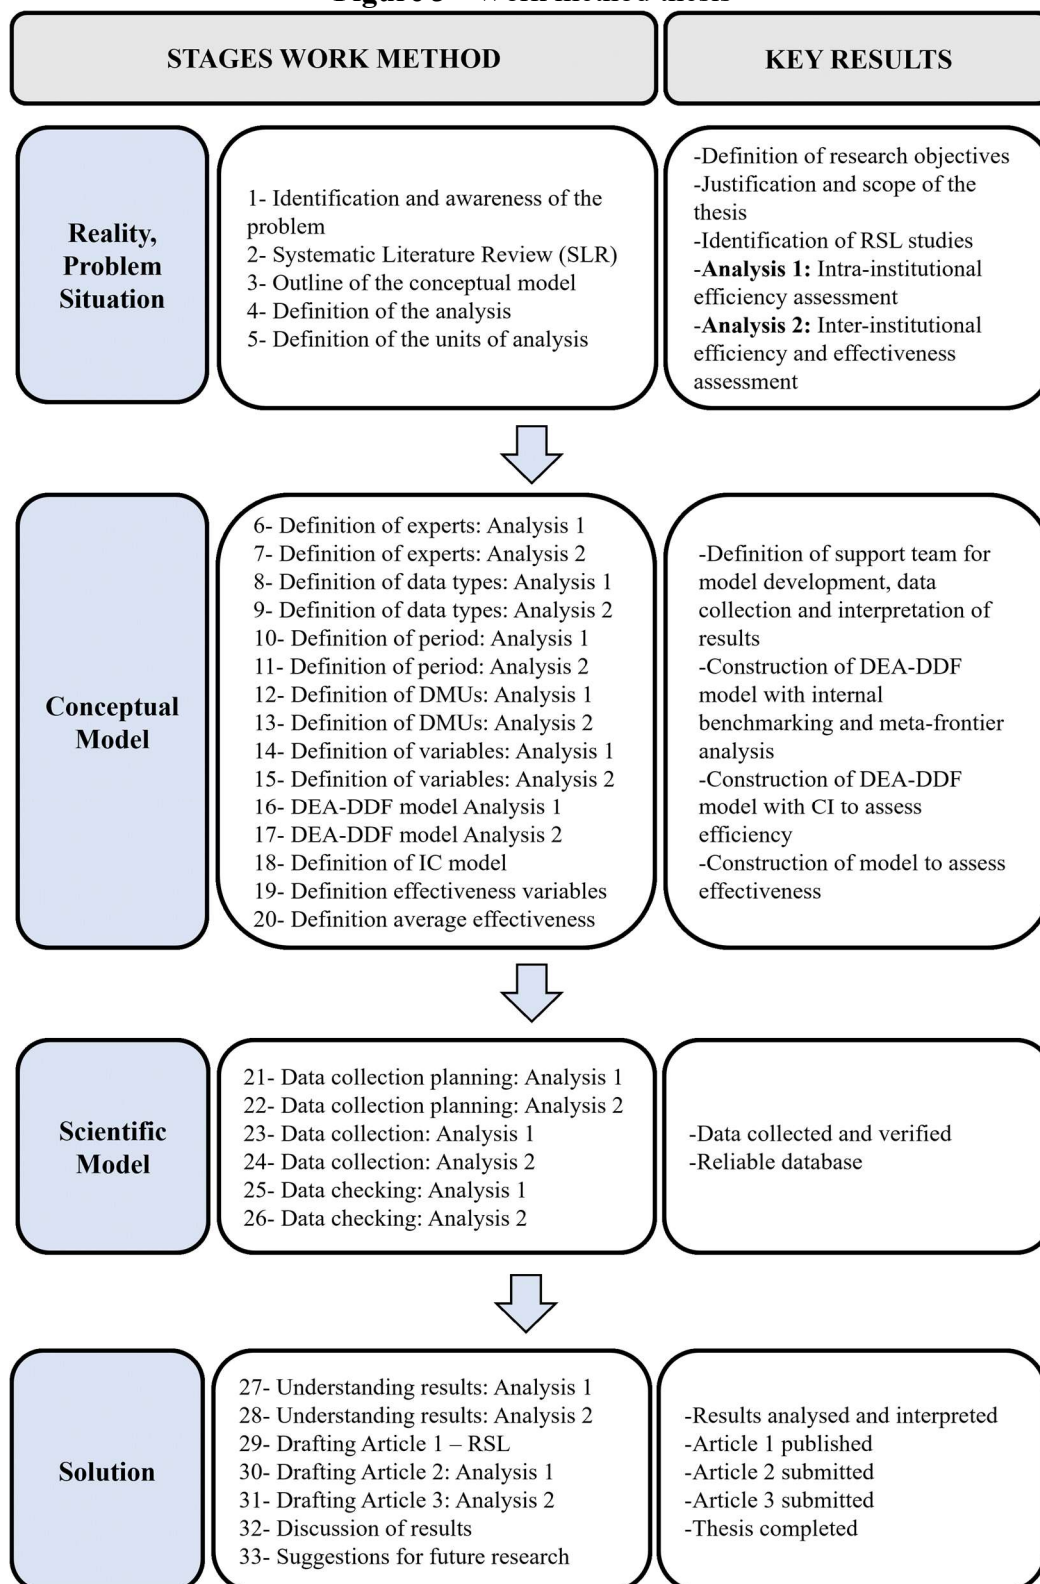 STAGES WORK METHOD
KEY RESULTS
Reality,
Problem
Situation
1- Identification and awareness of the
problem
2- Systematic Literature Review (SLR)
3- Outline of the conceptual model
4- Definition of the analysis
5- Definition of the units of analysis
-Definition of research objectives
-Justification and scope of the
thesis
-Identification of RSL studies
-Analysis 1: Intra-institutional
efficiency assessment
-Analysis 2: Inter-institutional
efficiency and effectiveness
assessment
Conceptual
Model
6- Definition of experts: Analysis 1
7- Definition of experts: Analysis 2
8- Definition of data types: Analysis 1
9- Definition of data types: Analysis 2
10- Definition of period: Analysis 1
11- Definition of period: Analysis 2
12- Definition of DMUs: Analysis 1
13- Definition of DMUs: Analysis 2
14- Definition of variables: Analysis 1
15- Definition of variables: Analysis 2
16- DEA-DDF model Analysis 1
17- DEA-DDF model Analysis 2
18- Definition of IC model
19- Definition effectiveness variables
20- Definition average effectiveness
-Definition of support team for
model development, data
collection and interpretation of
results
-Construction of DEA-DDF
model with internal
benchmarking and meta-frontier
analysis
-Construction of DEA-DDF
model with CI to assess
efficiency
-Construction of model to assess
effectiveness
Scientific
Model
21- Data collection planning: Analysis 1
22- Data collection planning: Analysis 2
23- Data collection: Analysis 1
24- Data collection: Analysis 2
25- Data checking: Analysis 1
26- Data checking: Analysis 2
-Data collected and verified
-Reliable database
Solution
27- Understanding results: Analysis 1
28- Understanding results: Analysis 2
29- Drafting Article 1 – RSL
30- Drafting Article 2: Analysis 1
31- Drafting Article 3: Analysis 2
32- Discussion of results
33- Suggestions for future research
-Results analysed and interpreted
-Article 1 published
-Article 2 submitted
-Article 3 submitted
-Thesis completed